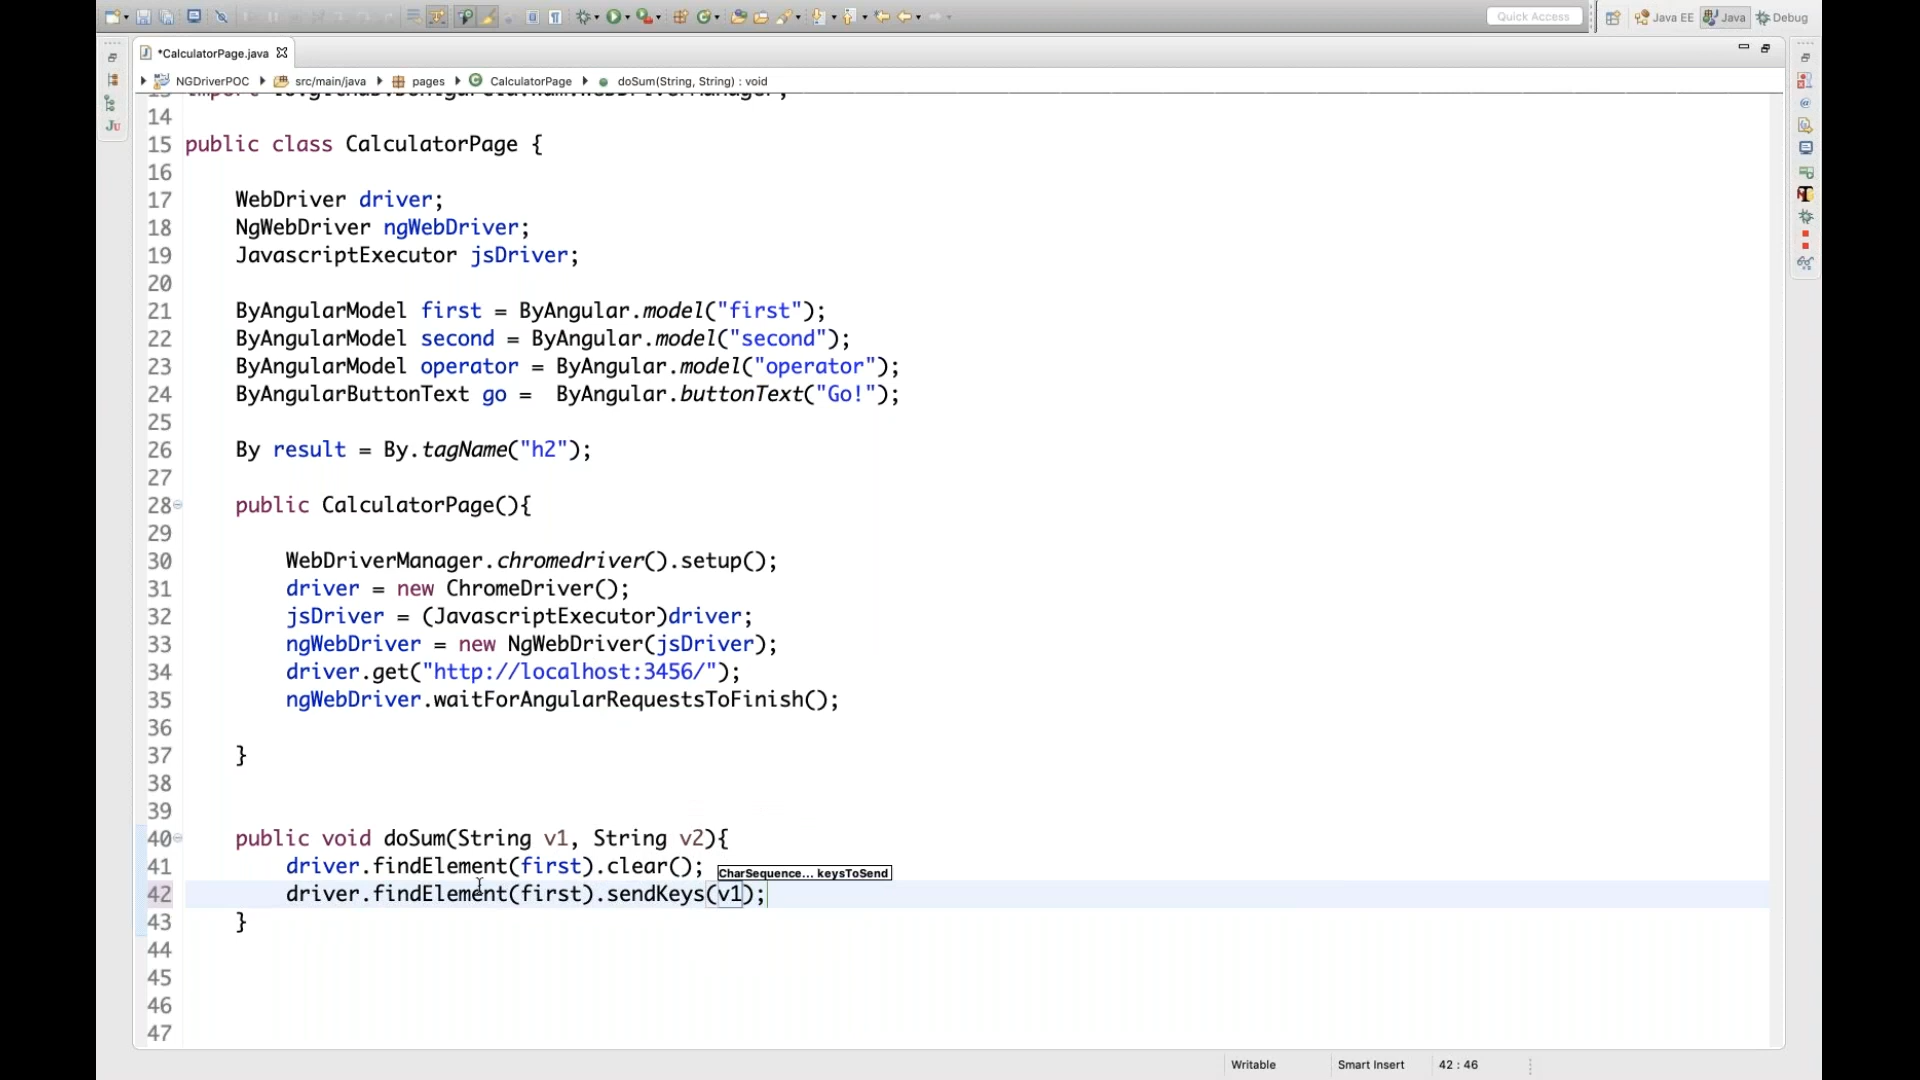 Quick Access
Java EE
Java
Debug
*CalculatorPage.java
NGDriverPOC
src/main/java
pages
CalculatorPage
doSum(String, String) : void
14
15 public class CalculatorPage {
16
17 WebDriver driver;
18 NgWebDriver ngWebDriver;
19 JavascriptExecutor jsDriver;
20
21 ByAngularModel first = ByAngular.model("first");
22 ByAngularModel second = ByAngular.model("second");
23 ByAngularModel operator = ByAngular.model("operator");
24 ByAngularButtonText go =  ByAngular.buttonText("Go!");
25
26 By result = By.tagName("h2");
27
28 public CalculatorPage(){
29
30 WebDriverManager.chromedriver().setup();
31 driver = new ChromeDriver();
32 jsDriver = (JavascriptExecutor)driver;
33 ngWebDriver = new NgWebDriver(jsDriver);
34 driver.get("http://localhost:3456/");
35 ngWebDriver.waitForAngularRequestsToFinish();
36
37 }
38
39
40 public void doSum(String v1, String v2){
41 driver.findElement(first).clear();
CharSequence... keysToSend
42 driver.findElement(first).sendKeys(v1);
43 }
44
45
46
47
Writable
Smart Insert
42 : 46